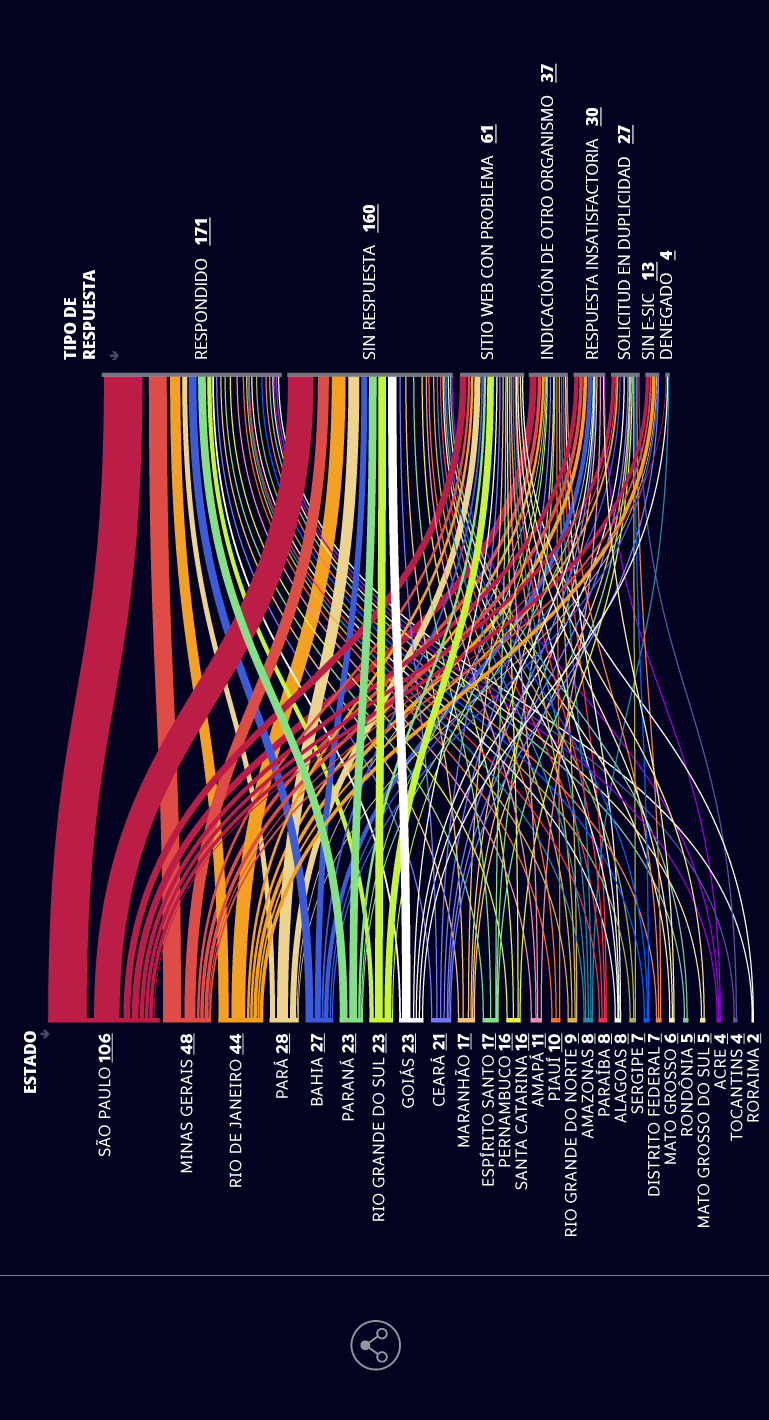 TIPO DE
RESPUESTA
RESPONDIDO 171
SIN RESPUESTA 160
SITIO WEB CON PROBLEMA 61
INDICACIÓN DE OTRO ORGANISMO 37
RESPUESTA INSATISFACTORIA 30
SOLICITUD EN DUPLICIDAD 27
SIN E-SIC 13
DENEGADO 4
ESTADO
SÃO PAULO 106
MINAS GERAIS 48
RIO DE JANEIRO 44
PARÁ 28
BAHIA 27
PARANÁ 23
RIO GRANDE DO SUL 23
GOIÁS 23
CEARÁ 21
MARANHÃO 17
ESPÍRITO SANTO 17
PERNAMBUCO 16
SANTA CATARINA 16
AMAPÁ 11
PIAUÍ 10
RIO GRANDE DO NORTE 9
AMAZONAS 8
PARAÍBA 8
ALAGOAS 8
SERGIPE 7
DISTRITO FEDERAL 7
MATO GROSSO 6
RONDÔNIA 5
MATO GROSSO DO SUL 5
ACRE 4
TOCANTINS 4
RORAIMA 2